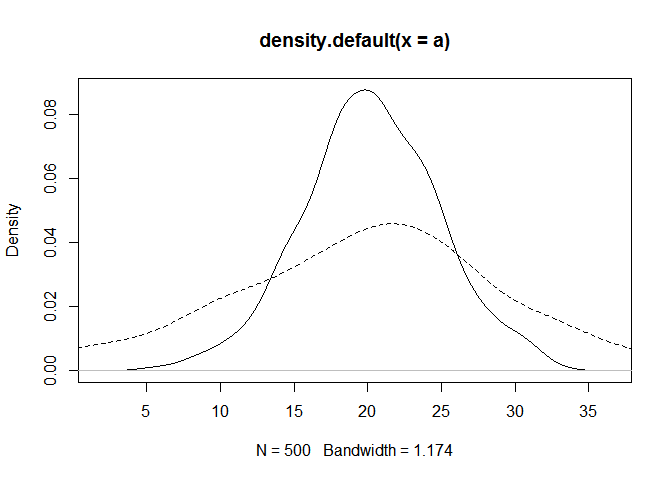 density.default(x = a)
Density
0.08
0.06
0.04
0.02
0.00
5 10 15 20 25 30 35
N = 500 Bandwidth = 1.174